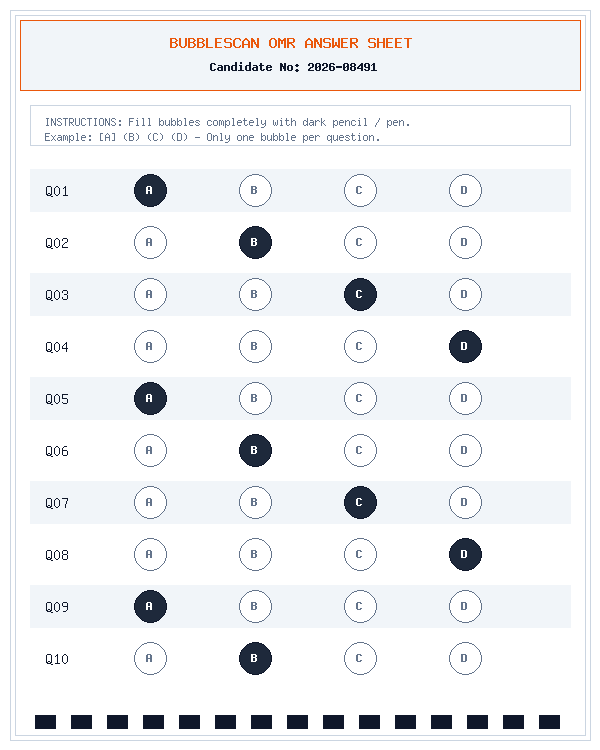 BUBBLESCAN OMR ANSWER SHEET
Candidate No: 2026-08491
INSTRUCTIONS: Fill bubbles completely with dark pencil / pen.
Example: [A] (B) (C) (D) - Only one bubble per question.
Q01 A B C D
Q02 A B C D
Q03 A B C D
Q04 A B C D
Q05 A B C D
Q06 A B C D
Q07 A B C D
Q08 A B C D
Q09 A B C D
Q10 A B C D